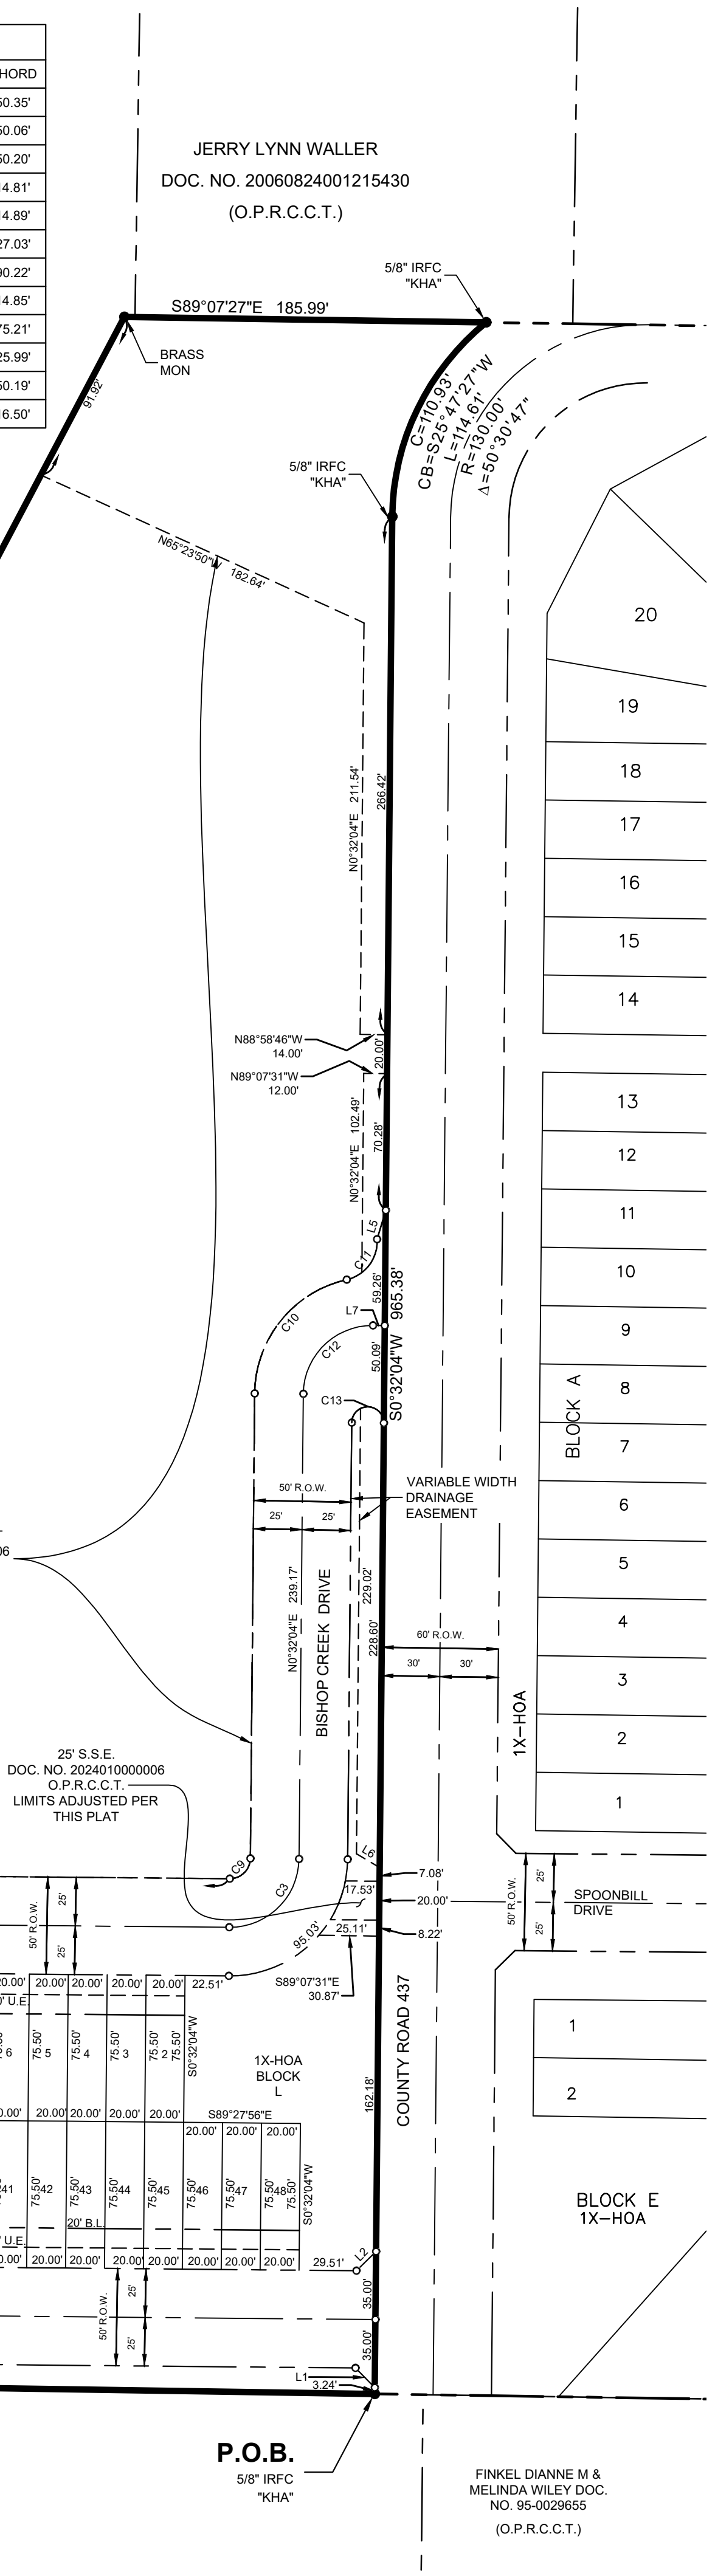 HORD
50.35'
50.06'
50.20'
4.81'
4.89'
27.03'
90.22'
4.85'
75.21'
25.99'
50.19'
6.50'
JERRY LYNN WALLER
DOC. NO. 20060824001215430
(O.P.R.C.C.T.)
5/8" IRFC
"KHA"
S89°07'27"E 185.99'
BRASS
MON
91.92'
C=110.93'
CB=S25°47'27"W
L=114.61'
R=130.00'
Δ=50°30'47"
5/8" IRFC
"KHA"
N65°23'50"W 182.64'
20
19
18
17
16
15
14
N0°32'04"E 211.54'
266.42'
N88°58'46"W
14.00'
20.00'
N89°07'31"W
12.00'
N0°32'04"E 102.49'
70.28'
13
12
11
10
9
8
7
6
5
4
3
2
1
BLOCK A
1X-HOA
L5
C11
59.26'
S0°32'04"W 965.38'
C10
L7
C12
50.09'
C13
VARIABLE WIDTH
DRAINAGE
EASEMENT
50' R.O.W.
25'
25'
N0°32'04"E 239.17'
BISHOP CREEK DRIVE
229.02'
228.60'
60' R.O.W.
30'
30'
06
25' S.S.E.
DOC. NO. 2024010000006
O.P.R.C.C.T.
LIMITS ADJUSTED PER
THIS PLAT
L6
C9
C3
7.08'
17.53'
20.00'
25.11'
8.22'
95.03'
S89°07'31"E
30.87'
50' R.O.W.
25'
25'
SPOONBILL
DRIVE
50' R.O.W.
25'
25'
20.00'
20.00'
20.00'
20.00'
20.00'
22.51'
U.E.
6
75.50'
5
75.50'
4
75.50'
3
75.50'
2
75.50'
S0°32'04"W
1X-HOA
BLOCK
L
COUNTY ROAD 437
162.18'
1
2
BLOCK E
1X-HOA
20.00'
20.00'
20.00'
20.00'
S89°27'56"E
20.00'
20.00'
20.00'
41
75.50'
42
75.50'
43
75.50'
44
75.50'
45
75.50'
46
75.50'
47
75.50'
48
75.50'
S0°32'04"W
20' B.L.
U.E.
20.00'
20.00'
20.00'
20.00'
20.00'
20.00'
20.00'
29.51'
L2
50' R.O.W.
25'
25'
35.00'
35.00'
L1
3.24'
P.O.B.
5/8" IRFC
"KHA"
FINKEL DIANNE M &
MELINDA WILEY DOC.
NO. 95-0029655
(O.P.R.C.C.T.)